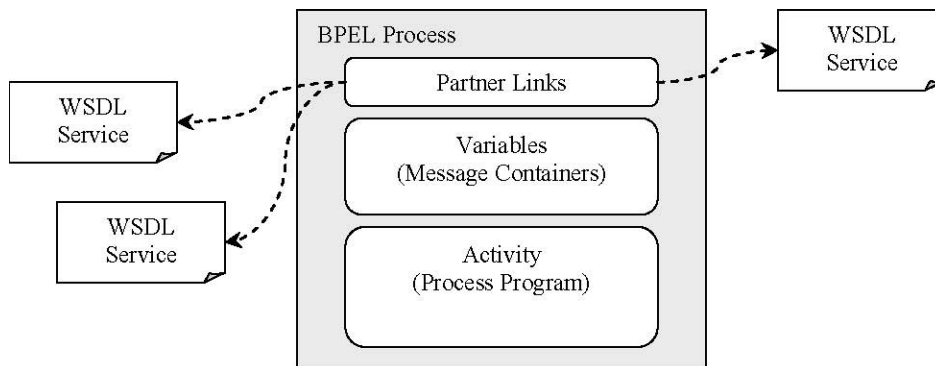 BPEL Process
Partner Links
Variables
(Message Containers)
Activity
(Process Program)
WSDL
Service
WSDL
Service
WSDL
Service